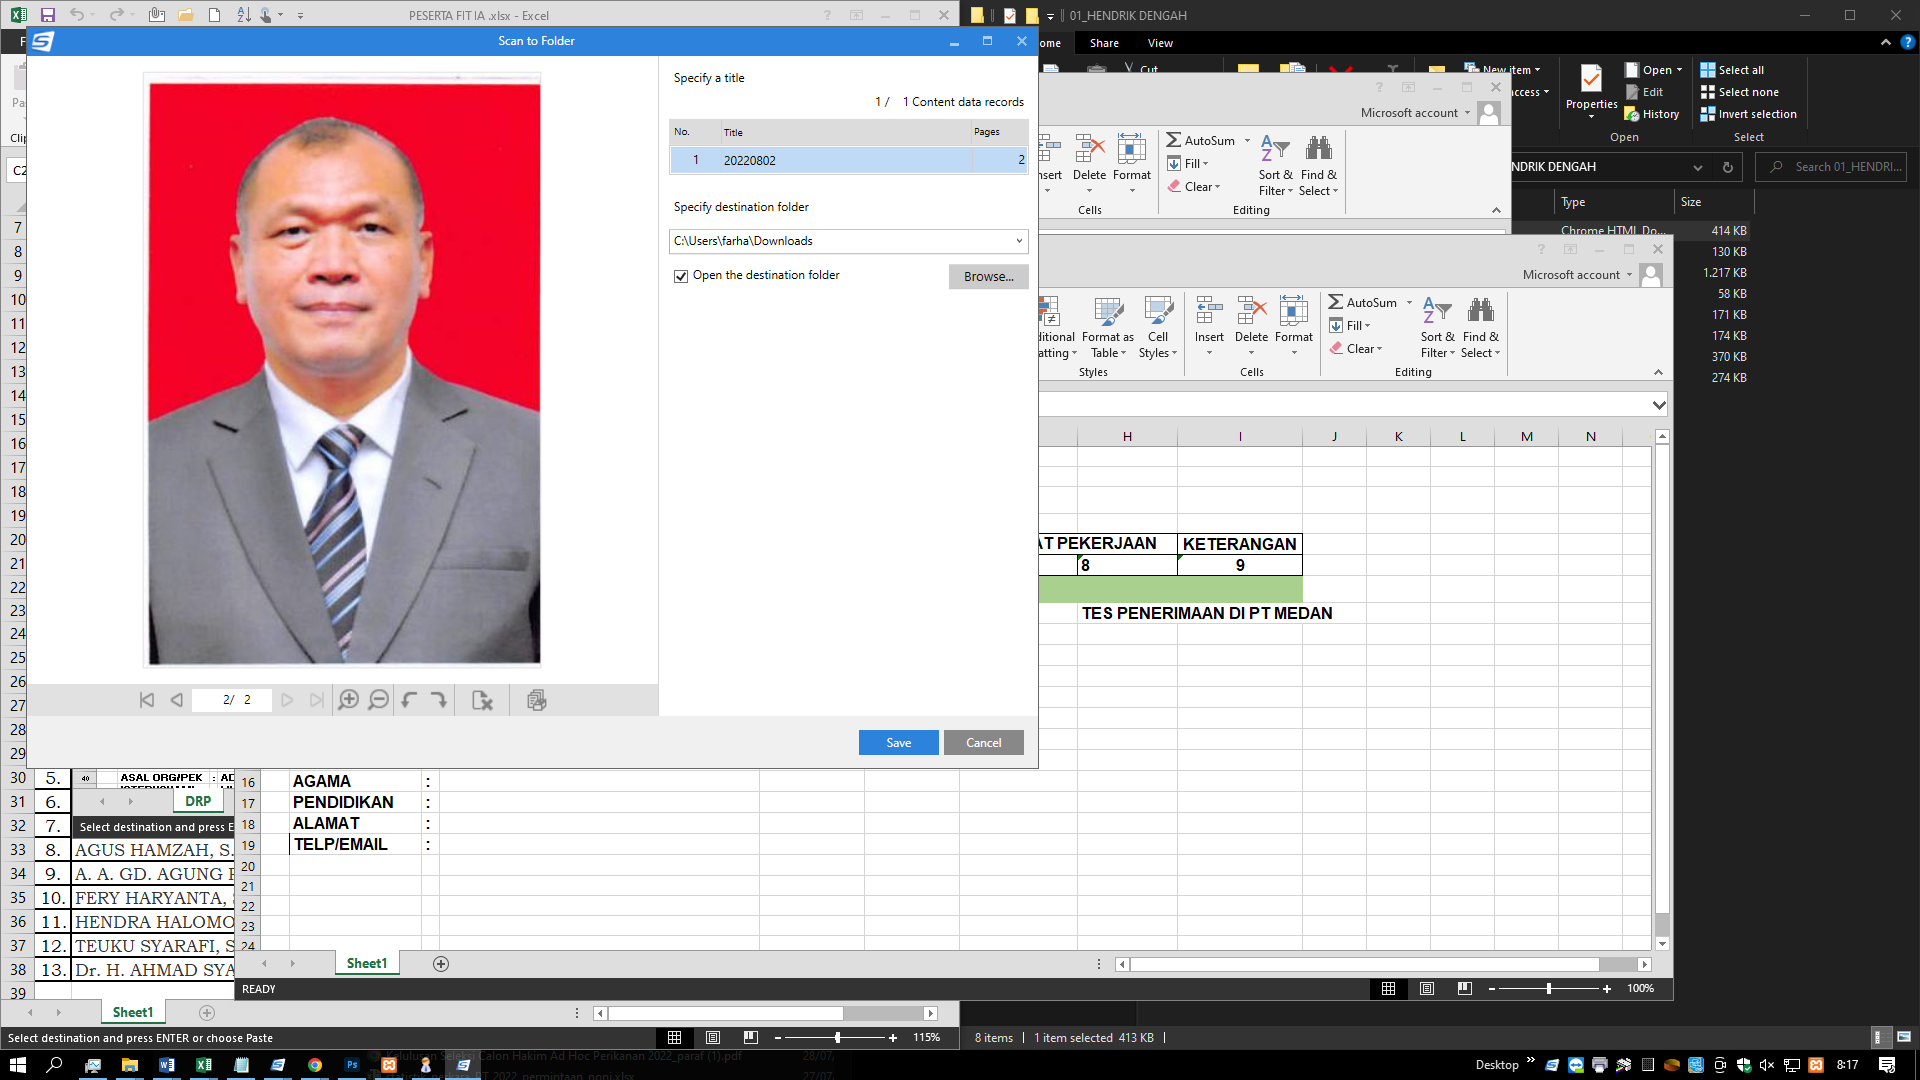 PESERTA FIT IA .xlsx - Excel
01_HENDRIK DENGAH
Scan to Folder
Share
View
Specify a title
1 / 1 Content data records
No.
Title
Pages
1
20220802
2
Specify destination folder
C:\Users\farha\Downloads
Open the destination folder
Browse...
2/ 2
Save
Cancel
New item
Open
Edit
History
Properties
Open
Select all
Select none
Invert selection
Select
Search 01_HENDRI...
Type
Size
Chrome HTML Do...
414 KB
130 KB
1.217 KB
58 KB
171 KB
174 KB
370 KB
274 KB
Microsoft account
Delete
Format
Cells
AutoSum
Fill
Clear
Sort & Filter
Find & Select
Editing
Microsoft account
Format as Table
Cell Styles
Styles
Insert
Delete
Format
Cells
AutoSum
Fill
Clear
Sort & Filter
Find & Select
Editing
H I J K L M N
PEKERJAAN
KETERANGAN
8
9
TES PENERIMAAN DI PT MEDAN
7
8
9
10
11
12
13
14
15
16
17
18
19
20
21
22
23
24
25
26
27
28
29
30 5.
31 6.
32 7.
33 8. AGUS HAMZAH, S.
34 9. A. A. GD. AGUNG
35 10. FERY HARYANTA,
36 11. HENDRA HALOMO
37 12. TEUKU SYARAFI, S
38 13. Dr. H. AHMAD SYA
39
40 ASAL ORG/PEK :
DRP
Select destination and press E
16 AGAMA :
17 PENDIDIKAN :
18 ALAMAT :
19 TELP/EMAIL :
20
21
22
23
24
Sheet1
READY
100%
Sheet1
Select destination and press ENTER or choose Paste
115%
8 items
1 item selected 413 KB
Desktop
8:17